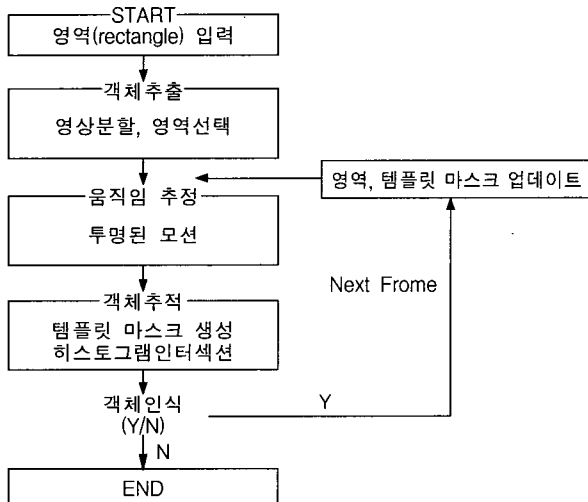 START
영역(rectangle) 입력
객체추출
영상분할, 영역선택
영역, 템플릿 마스크 업데이트
움직임 추정
투명된 모션
Next Frome
객체추적
템플릿 마스크 생성
히스토그램인터섹션
객체인식
(Y/N)
Y
N
END